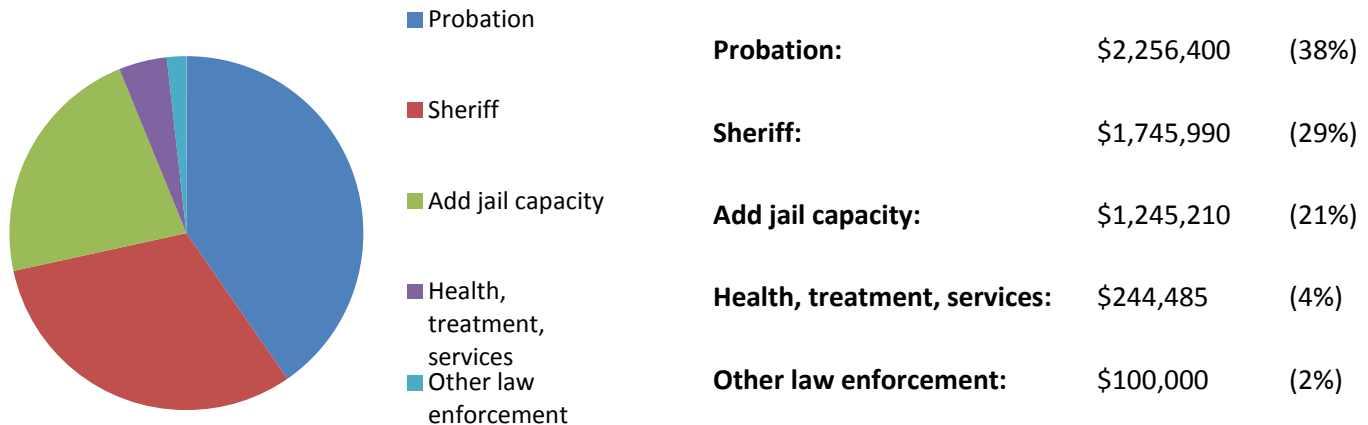 Probation
Sheriff
Add jail capacity
Health,
treatment,
services
Other law
enforcement
Probation: $2,256,400 (38%)
Sheriff: $1,745,990 (29%)
Add jail capacity: $1,245,210 (21%)
Health, treatment, services: $244,485 (4%)
Other law enforcement: $100,000 (2%)